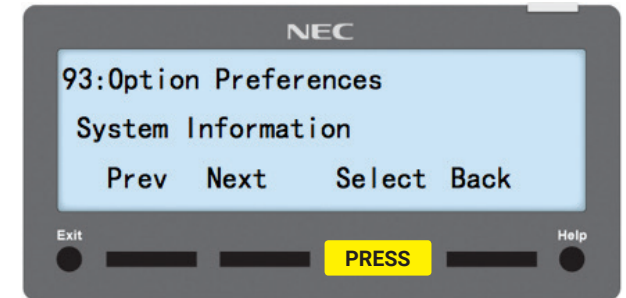 NEC
93:Option Preferences
System Information
Prev Next Select Back
Exit Help
PRESS